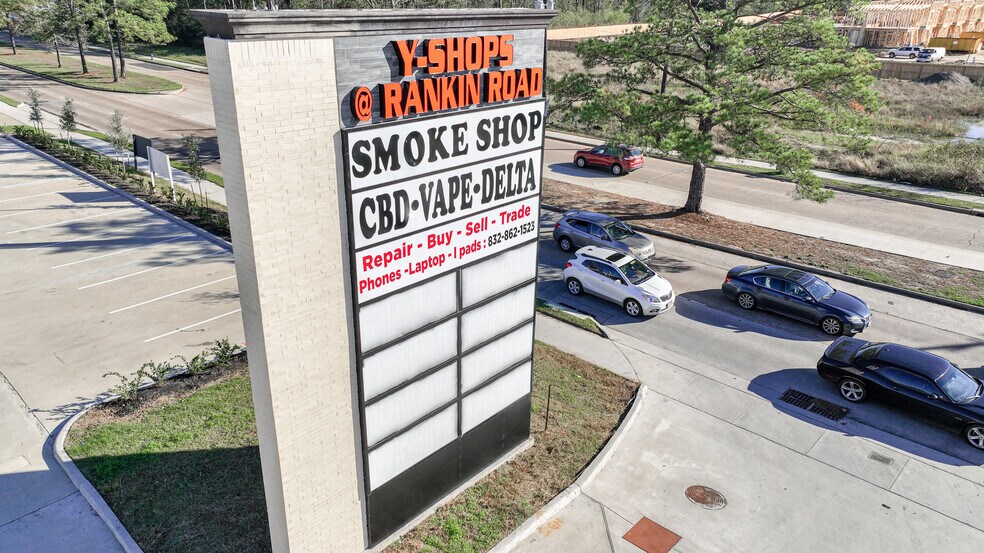 Y-SHOPS
@ RANKIN ROAD
SMOKE SHOP
CBD•VAPE•DELTA
Repair - Buy - Sell - Trade
Phones -Laptop - I pads : 832-862-1523